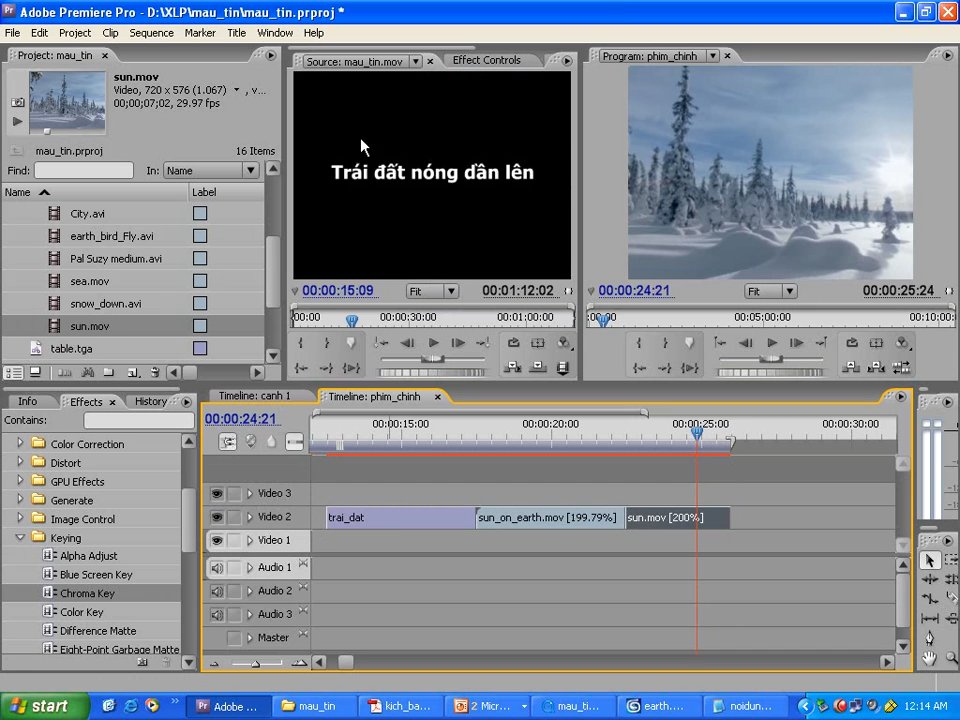 Adobe Premiere Pro - D:\XLP\mau_tin\mau_tin.prproj *
File Edit Project Clip Sequence Marker Title Window Help
Project: mau_tin
sun.mov
Video, 720 x 576 (1.067) , v...
00;00;07;02, 29.97 fps
mau_tin.prproj 16 Items
Find: In: Name
Name Label
City.avi
earth_bird_Fly.avi
Pal Suzy medium.avi
sea.mov
snow_down.avi
sun.mov
table.tga
Source: mau_tin.mov Effect Controls
Trái đất nóng dần lên
00:00:15:09 Fit 00:01:12:02
00:00 00:00:30:00 00:01:00:00
Program: phim_chinh
00:00:24:21 Fit 00:00:25:24
00:05:00:00 00:10:00:
Info Effects History
Contains:
Color Correction
Distort
GPU Effects
Generate
Image Control
Keying
Alpha Adjust
Blue Screen Key
Chroma Key
Color Key
Difference Matte
Eight-Point Garbage Matte
Timeline: canh 1 Timeline: phim_chinh
00:00:24:21
00:00:15:00 00:00:20:00 00:00:25:00 00:00:30:00
Video 3
Video 2 trai_dat sun_on_earth.mov [199.79%] sun.mov [200%]
Video 1
Audio 1
Audio 2
Audio 3
Master
start Adobe ... mau_tin kich_ba... 2 Micr... mau_ti... earth.... noidun... 12:14 AM